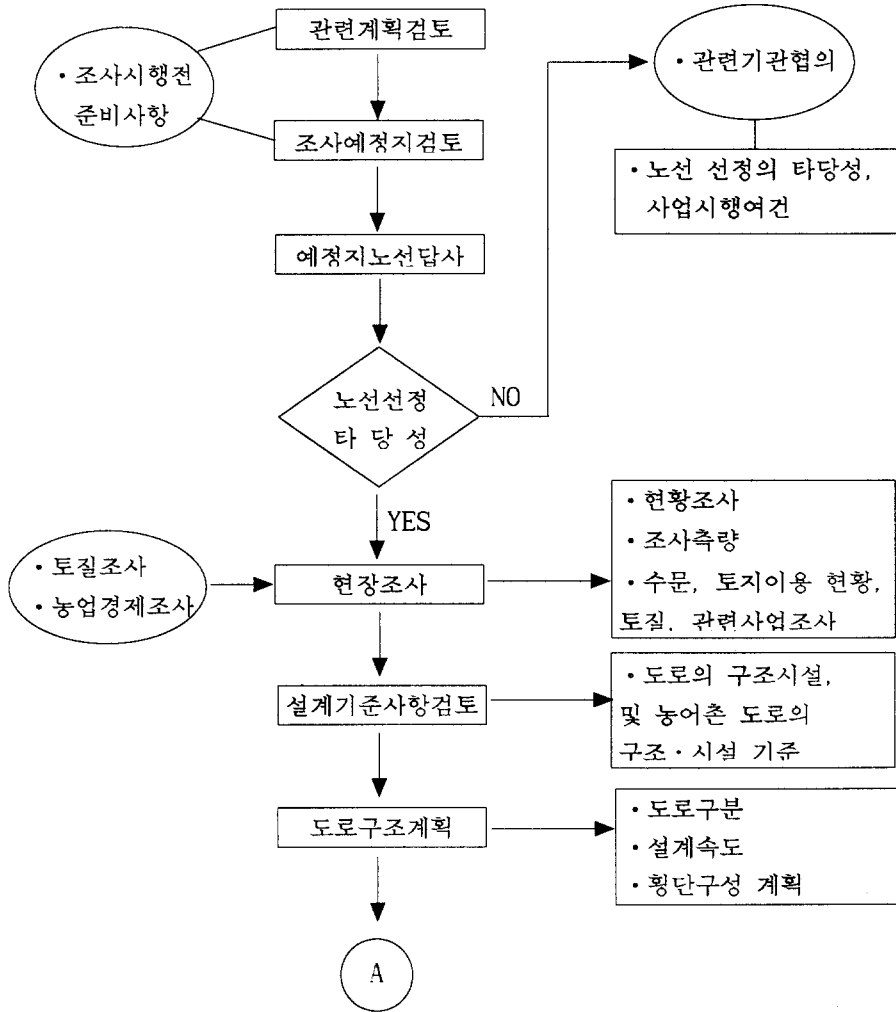 관련계획검토
· 조사시행전
준비사항
· 관련기관협의
조사예정지검토
· 노선 선정의 타당성,
사업시행여건
예정지노선답사
노선선정
타 당 성
NO
YES
· 현황조사
· 조사측량
· 수문, 토지이용 현황,
토질, 관련사업조사
· 토질조사
· 농업경제조사
현장조사
설계기준사항검토
· 도로의 구조시설,
및 농어촌 도로의
구조·시설 기준
도로구조계획
· 도로구분
· 설계속도
· 횡단구성 계획
A